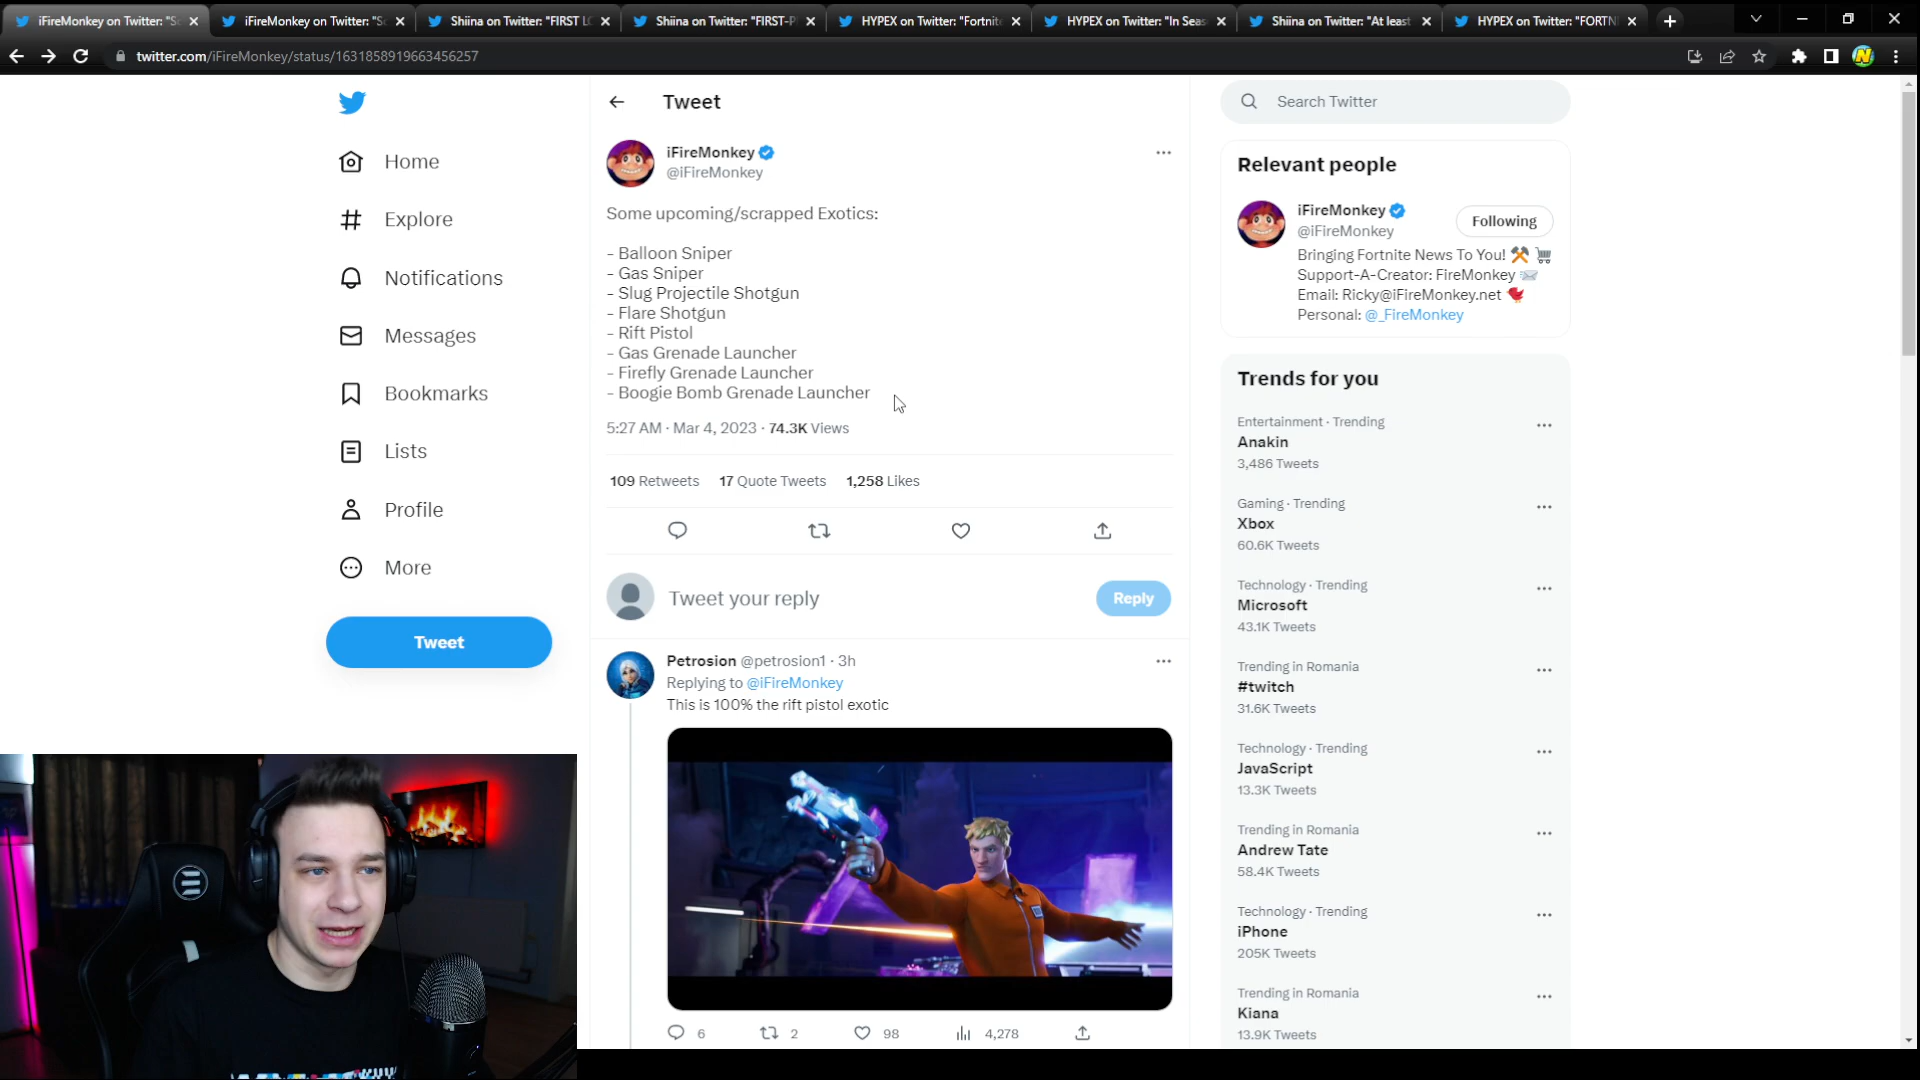 iFireMonkey on Twitter: "So
iFireMonkey on Twitter: "So
Shiina on Twitter: "FIRST LO
Shiina on Twitter: "FIRST-P
HYPEX on Twitter: "Fortnite
HYPEX on Twitter: "In Seas
Shiina on Twitter: "At least
HYPEX on Twitter: "FORTNI
twitter.com/iFireMonkey/status/1631858919663456257
Home
Explore
Notifications
Messages
Bookmarks
Lists
Profile
More
Tweet
Tweet
iFireMonkey
@iFireMonkey
Some upcoming/scrapped Exotics:
- Balloon Sniper
- Gas Sniper
- Slug Projectile Shotgun
- Flare Shotgun
- Rift Pistol
- Gas Grenade Launcher
- Firefly Grenade Launcher
- Boogie Bomb Grenade Launcher
5:27 AM · Mar 4, 2023 · 74.3K Views
109 Retweets 17 Quote Tweets 1,258 Likes
Tweet your reply
Reply
Petrosion @petrosion1 · 3h
Replying to @iFireMonkey
This is 100% the rift pistol exotic
6 2 98 4,278
Search Twitter
Relevant people
iFireMonkey
@iFireMonkey
Following
Bringing Fortnite News To You!
Support-A-Creator: FireMonkey
Email: Ricky@iFireMonkey.net
Personal: @_FireMonkey
Trends for you
Entertainment · Trending
Anakin
3,486 Tweets
Gaming · Trending
Xbox
60.6K Tweets
Technology · Trending
Microsoft
43.1K Tweets
Trending in Romania
#twitch
31.6K Tweets
Technology · Trending
JavaScript
13.3K Tweets
Trending in Romania
Andrew Tate
58.4K Tweets
Technology · Trending
iPhone
205K Tweets
Trending in Romania
Kiana
13.9K Tweets